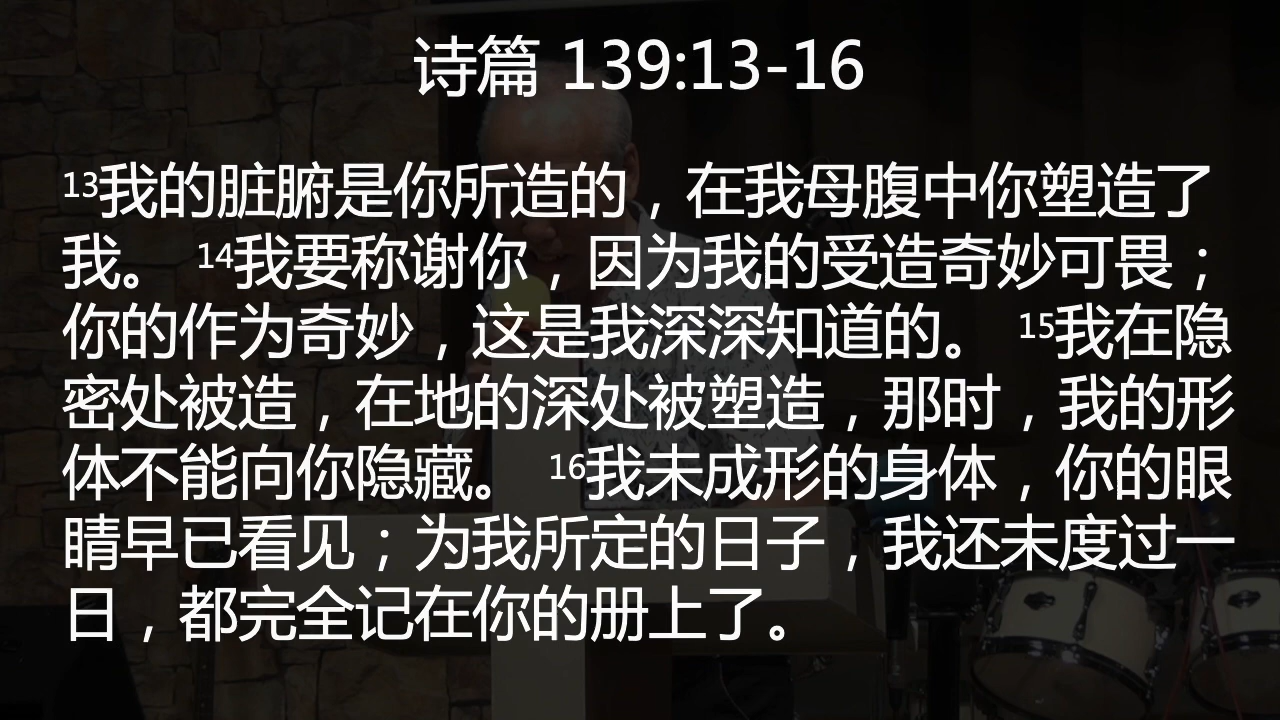 诗篇 139:13-16
13我的脏腑是你所造的，在我母腹中你塑造了
我。 14我要称谢你，因为我的受造奇妙可畏；
你的作为奇妙，这是我深深知道的。 15我在隐
密处被造，在地的深处被塑造，那时，我的形
体不能向你隐藏。 16我未成形的身体，你的眼
睛早已看见；为我所定的日子，我还未度过一
日，都完全记在你的册上了。